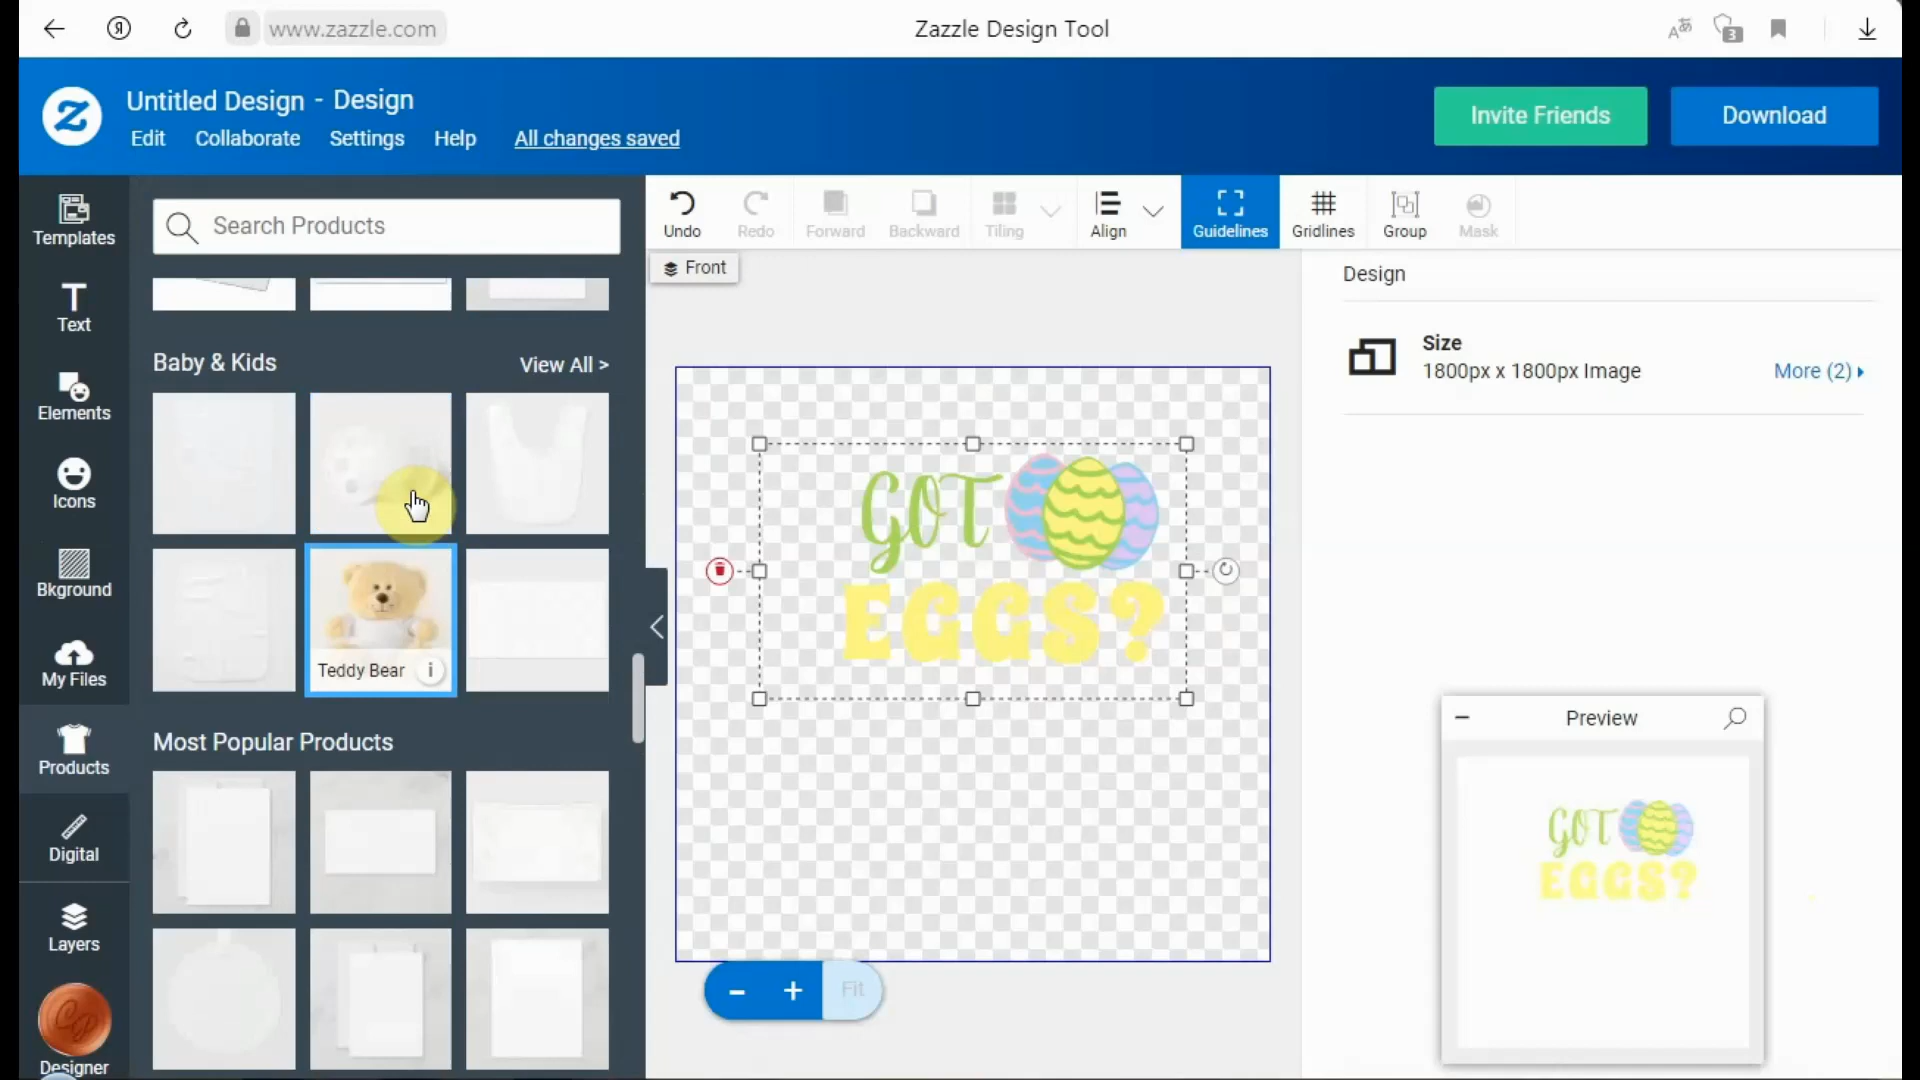 www.zazzle.com
Zazzle Design Tool
3
Untitled Design - Design
Edit
Collaborate
Settings
Help
All changes saved
Invite Friends
Download
Templates
Text
Elements
Icons
Bkground
My Files
Products
Digital
Layers
Designer
Search Products
Baby & Kids
View All >
Teddy Bear
i
Most Popular Products
Undo
Redo
Forward
Backward
Tiling
Align
Guidelines
Gridlines
Group
Mask
Front
GOT
EGGS?
- + Fit
Design
Size
1800px x 1800px Image
More (2)
Preview
GOT
EGGS?